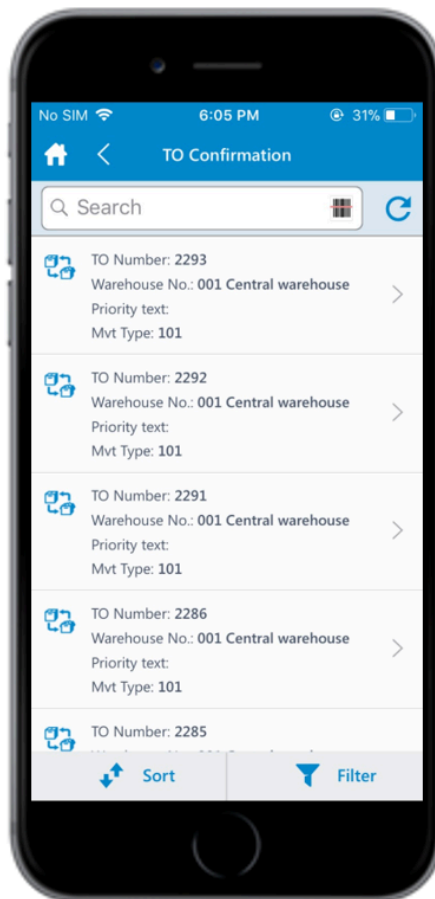 No SIM 6:05 PM 31%
TO Confirmation
Search
TO Number: 2293
Warehouse No.: 001 Central warehouse
Priority text:
Mvt Type: 101
TO Number: 2292
Warehouse No.: 001 Central warehouse
Priority text:
Mvt Type: 101
TO Number: 2291
Warehouse No.: 001 Central warehouse
Priority text:
Mvt Type: 101
TO Number: 2286
Warehouse No.: 001 Central warehouse
Priority text:
Mvt Type: 101
TO Number: 2285
Sort Filter